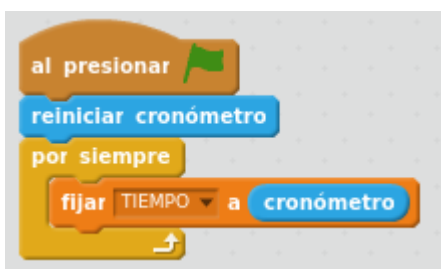 al presionar
reiniciar cronómetro
por siempre
fijar TIEMPO a cronómetro